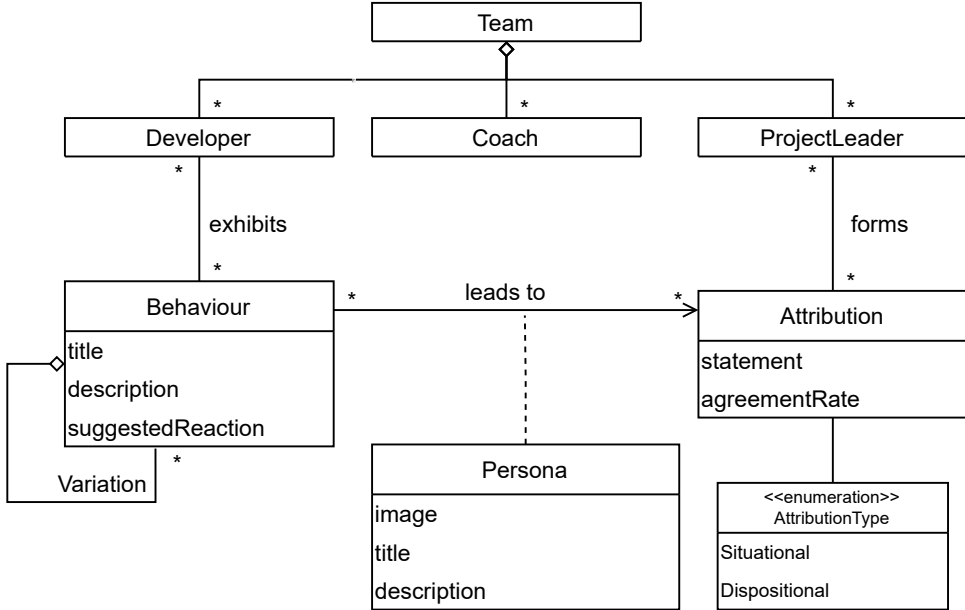 Team
* * *
Developer
Coach
ProjectLeader
* *
exhibits
forms
* *
Behaviour
title
description
suggestedReaction
* leads to *
Attribution
statement
agreementRate
*
Variation
Persona
image
title
description
<<enumeration>>
AttributionType
Situational
Dispositional